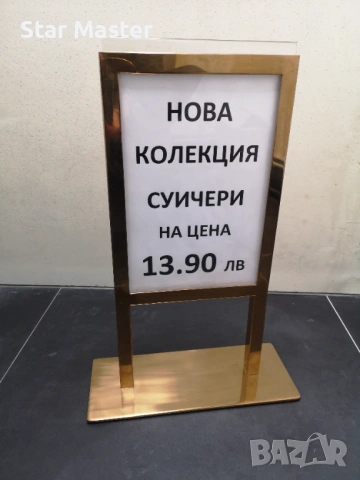 Star Master
НОВА
КОЛЕКЦИЯ
СУИЧЕРИ
НА ЦЕНА
13.90 лв
BAZAR